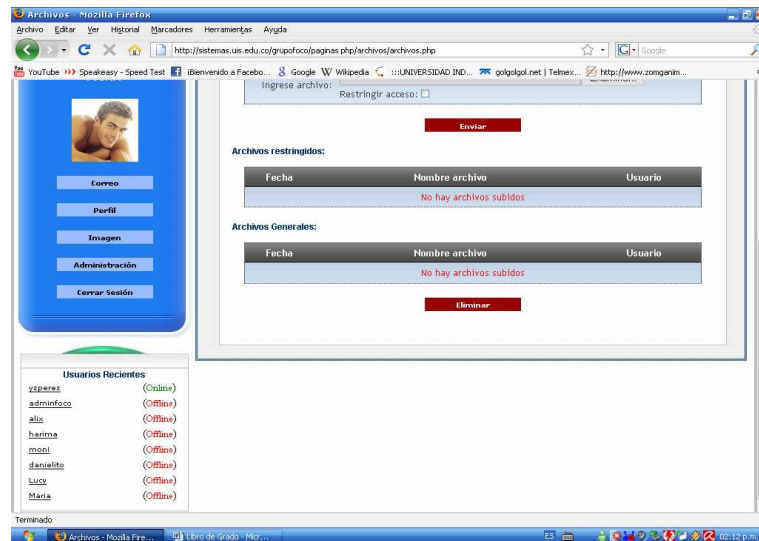 Archivos - Mozilla Firefox
Archivo Editar Ver Historial Marcadores Herramientas Ayuda
http://sistemas.uis.edu.co/grupofoco/paginas php/archivos/archivos.php
Google
YouTube Speakeasy - Speed Test iBienvenido a Facebo... Google Wikipedia :::UNIVERSIDAD IND... golgolgol.net | Telmex... http://www.zomganim...
Ingrese archivo:
Restringir acceso:
Enviar
Archivos restringidos:
Fecha Nombre archivo Usuario
No hay archivos subidos
Correo
Perfil
Imagen
Administración
Cerrar Sesión
Archivos Generales:
Fecha Nombre archivo Usuario
No hay archivos subidos
Eliminar
Usuarios Recientes
yzperez (Online)
adminfoco (Offline)
alix (Offline)
harima (Offline)
moni (Offline)
danielito (Offline)
Lucy (Offline)
Maria (Offline)
Terminado
Archivos - Mozilla Fire... Libro de Grado - Micr... ES 02:12 p.m.